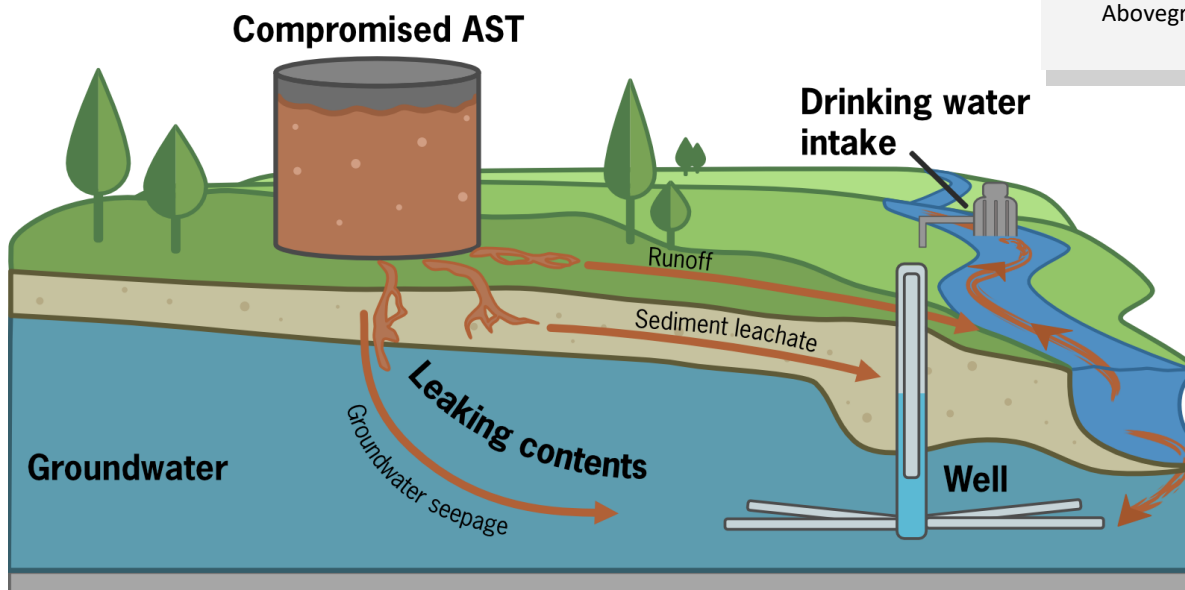 Abovegr
Compromised AST
Drinking water
intake
Runoff
Sediment leachate
Leaking contents
Groundwater seepage
Groundwater
Well